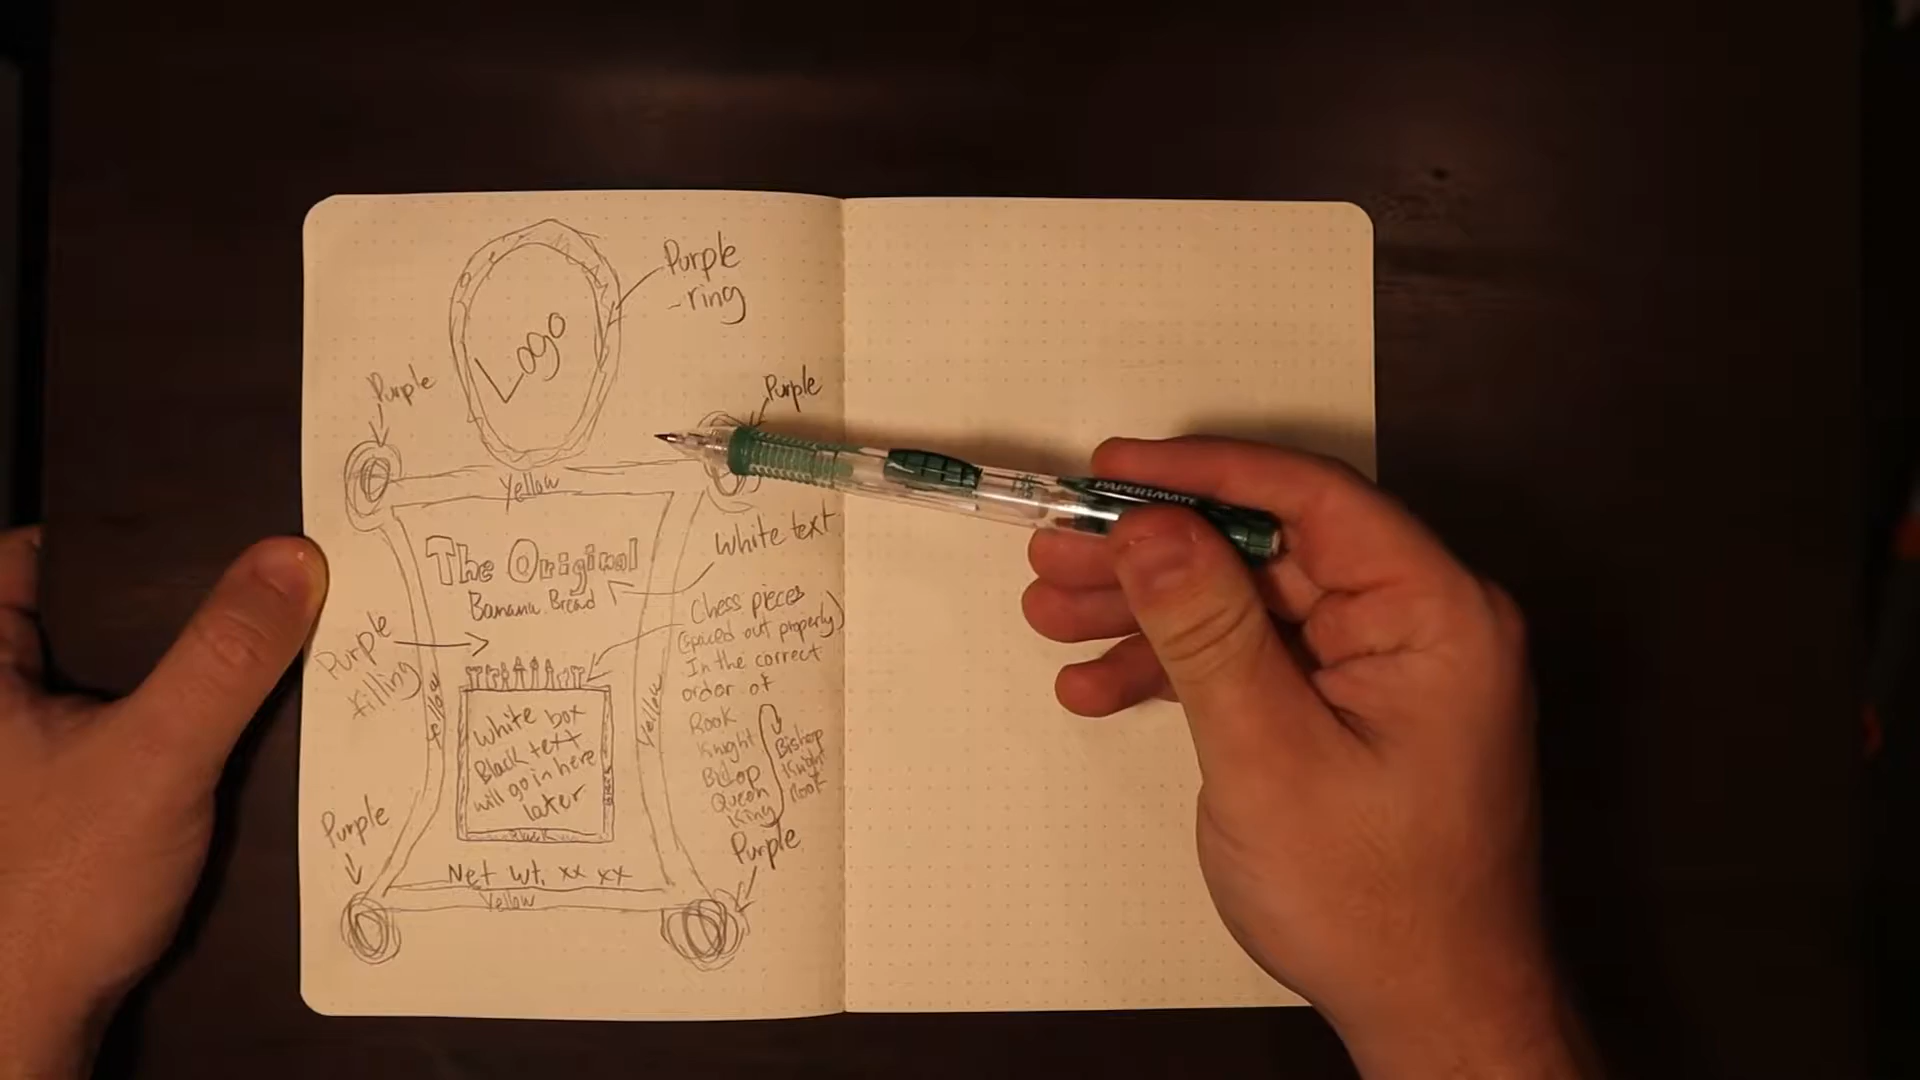 Purple
-ring
Logo
Purple
Purple
Yellow
White text
The Original
Banana Bread
Chess pieces
(spaced out properly)
In the correct
order of
Rook
Knight
Bishop
Queen
King
Bishop
Knight
Rook
Purple
filling
Yellow
Yellow
White box
Black text
will go in here
later
Black
Black
Purple
Purple
Net wt. xx xx
Yellow
PAPERMATE